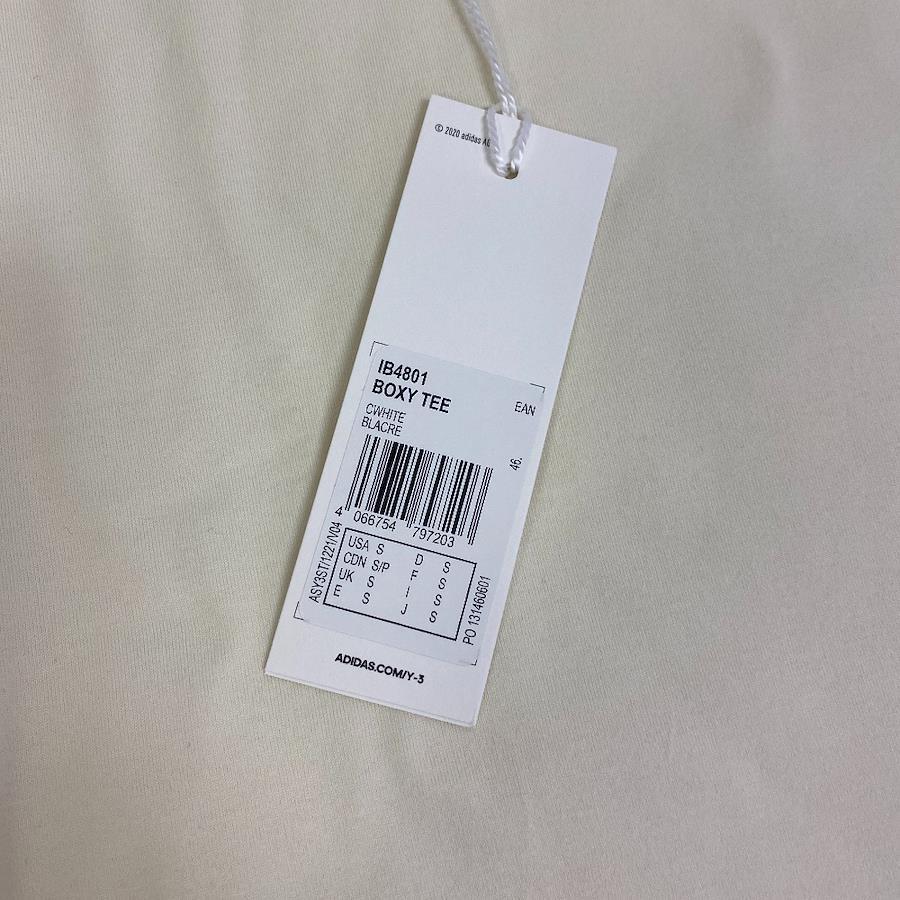 © 2020 adidas AG
IB4801
BOXY TEE
EAN
CWHITE
BLACRE
46.
4 066754 797203
ASY3ST/1221/V04
USA S D S
CDN S/P F S
UK S I S
E S J S
PO 131460601
ADIDAS.COM/Y-3